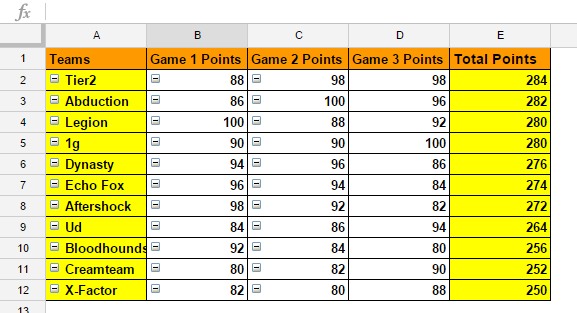 fx
A B C D E
1 Teams Game 1 Points Game 2 Points Game 3 Points Total Points
2 Tier2 88 98 98 284
3 Abduction 86 100 96 282
4 Legion 100 88 92 280
5 1g 90 90 100 280
6 Dynasty 94 96 86 276
7 Echo Fox 96 94 84 274
8 Aftershock 98 92 82 272
9 Ud 84 86 94 264
10 Bloodhounds 92 84 80 256
11 Creamteam 80 82 90 252
12 X-Factor 82 80 88 250
13